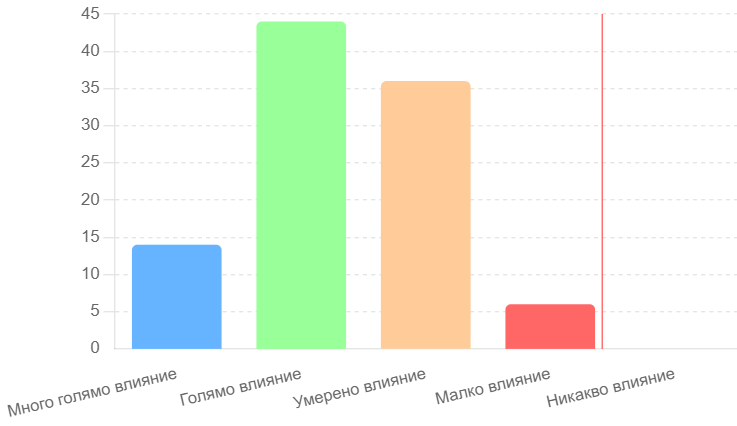 45
40
35
30
25
20
15
10
5
0
Много голямо влияние
Голямо влияние
Умерено влияние
Малко влияние
Никакво влияние